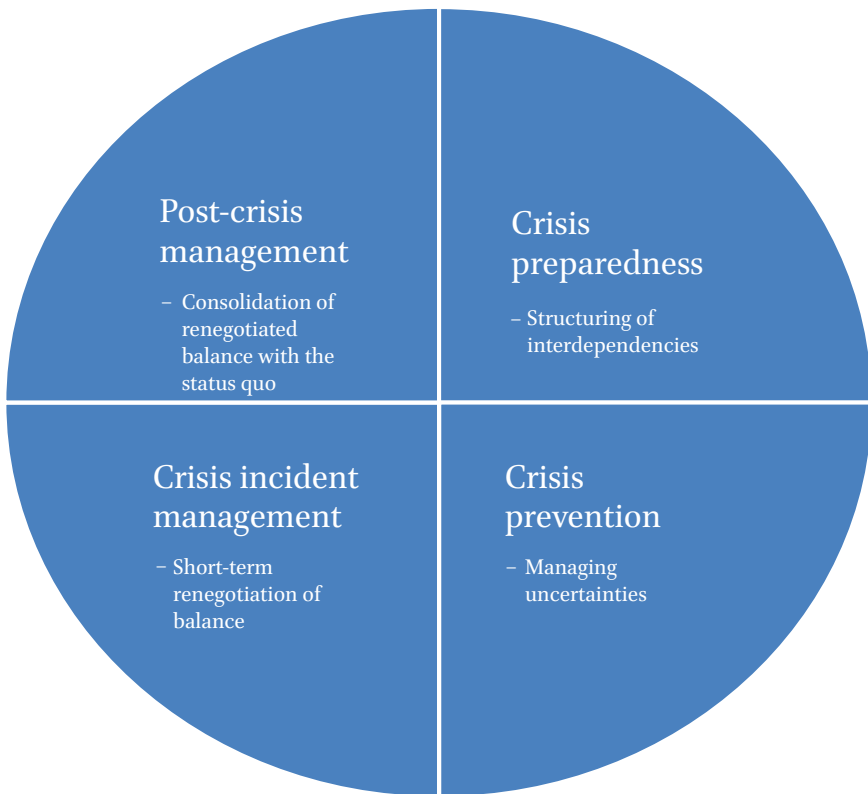 Post-crisis
management
– Consolidation of
renegotiated
balance with the
status quo
Crisis
preparedness
– Structuring of
interdependencies
Crisis incident
management
– Short-term
renegotiation of
balance
Crisis
prevention
– Managing
uncertainties